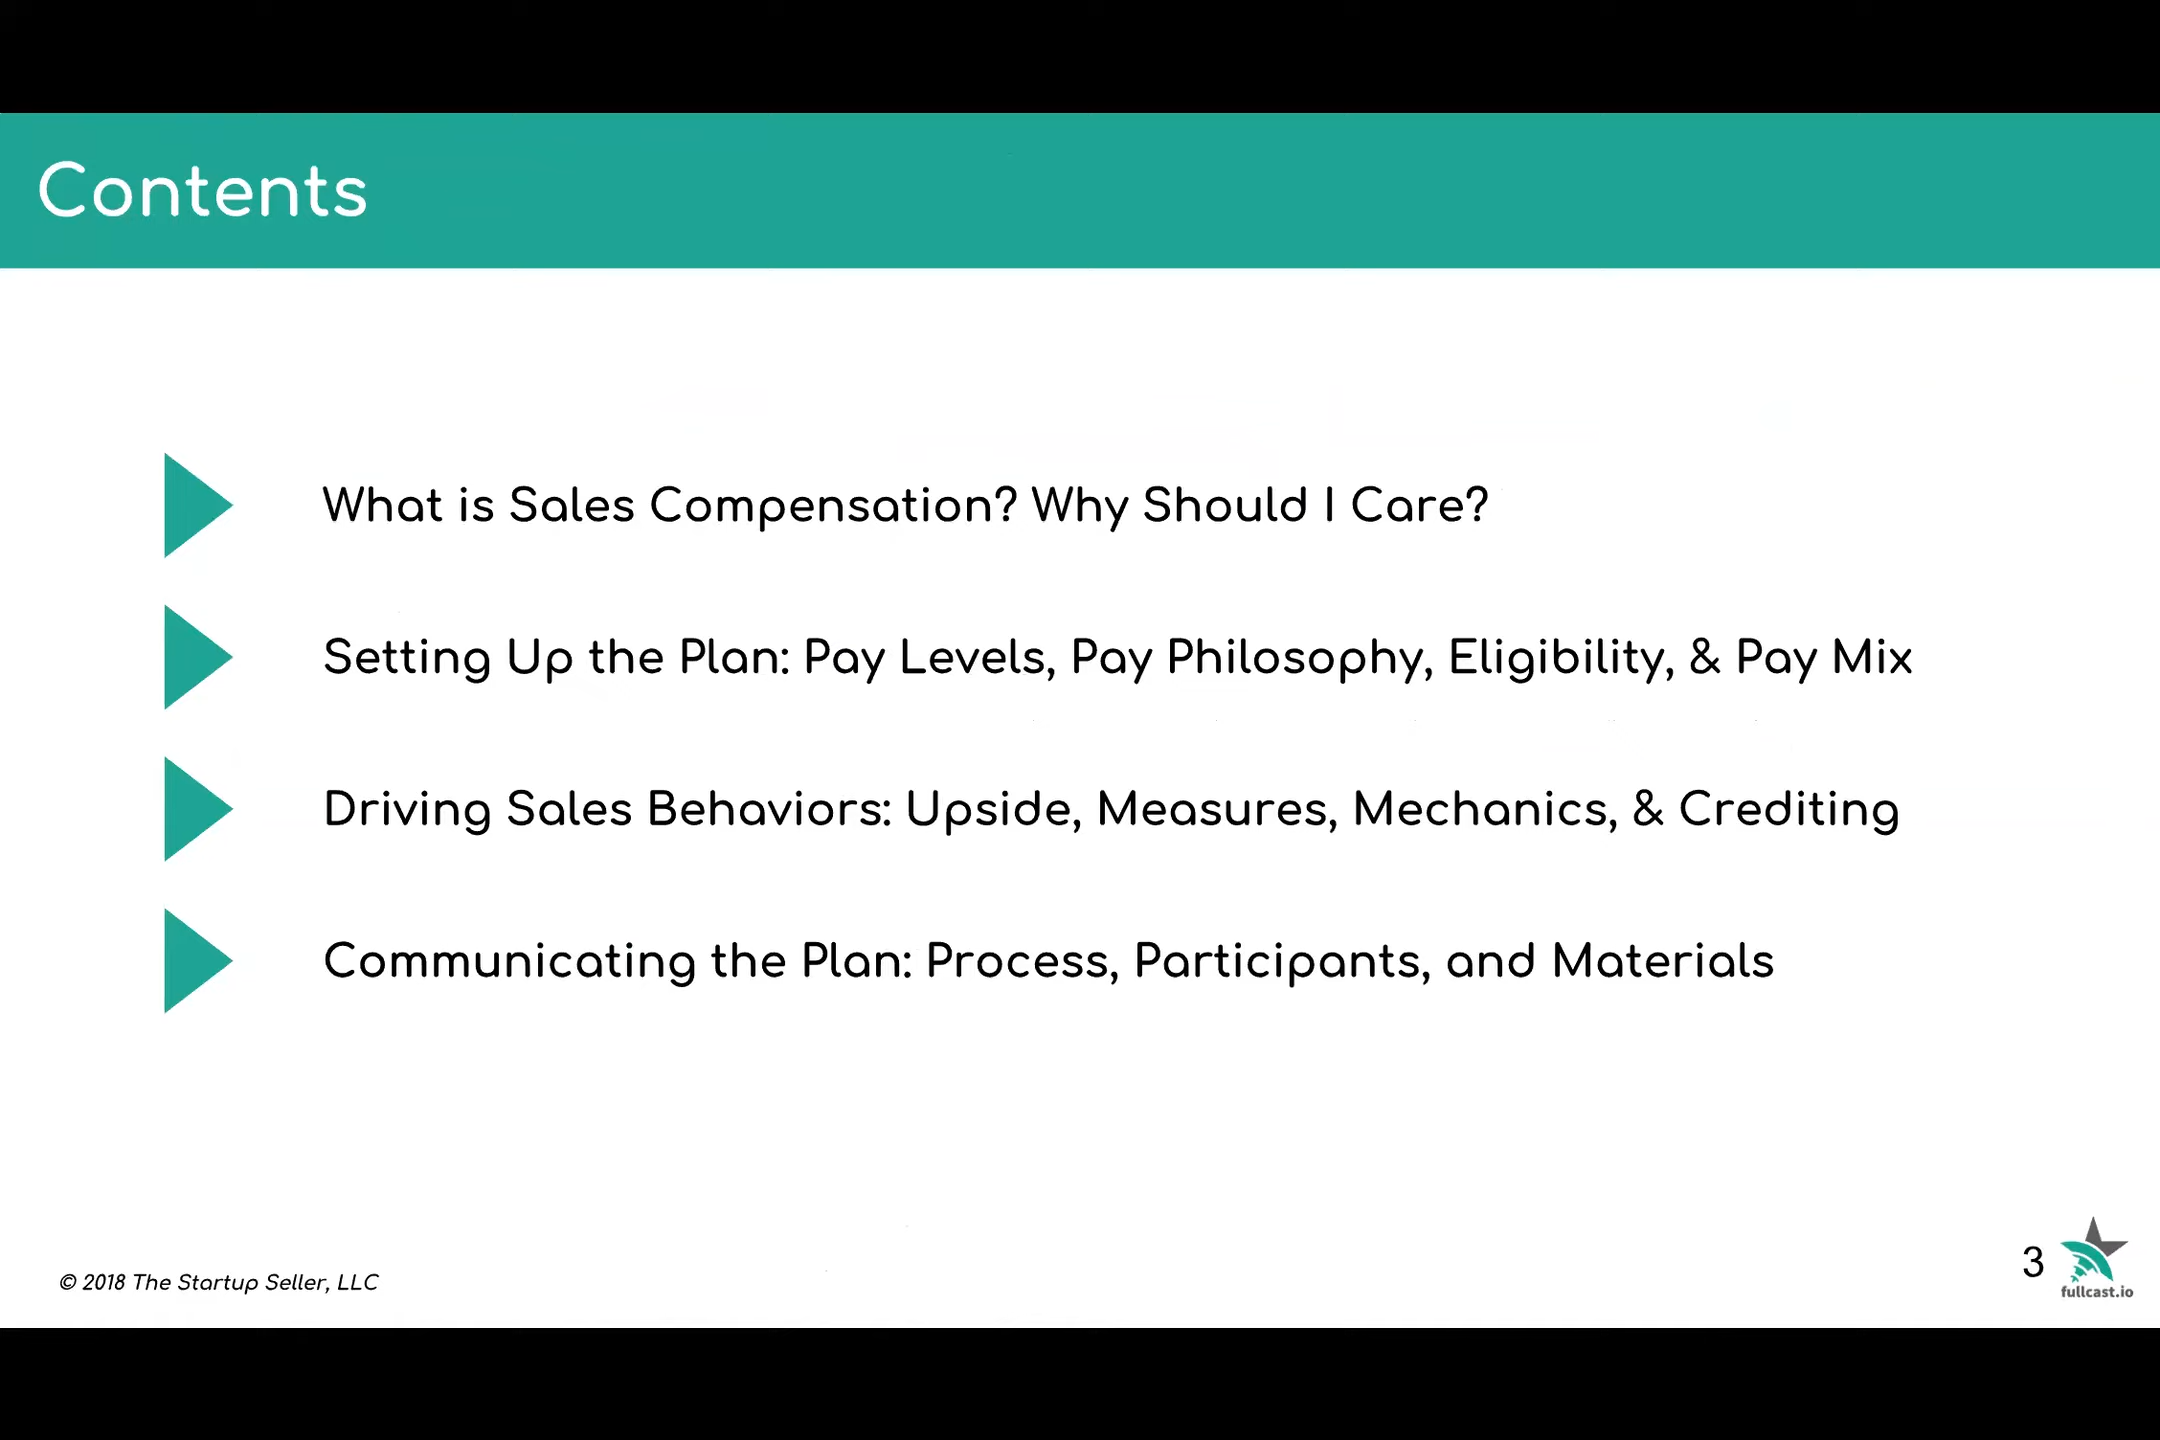 Contents
What is Sales Compensation? Why Should I Care?
Setting Up the Plan: Pay Levels, Pay Philosophy, Eligibility, & Pay Mix
Driving Sales Behaviors: Upside, Measures, Mechanics, & Crediting
Communicating the Plan: Process, Participants, and Materials
© 2018 The Startup Seller, LLC
3
fullcast.io